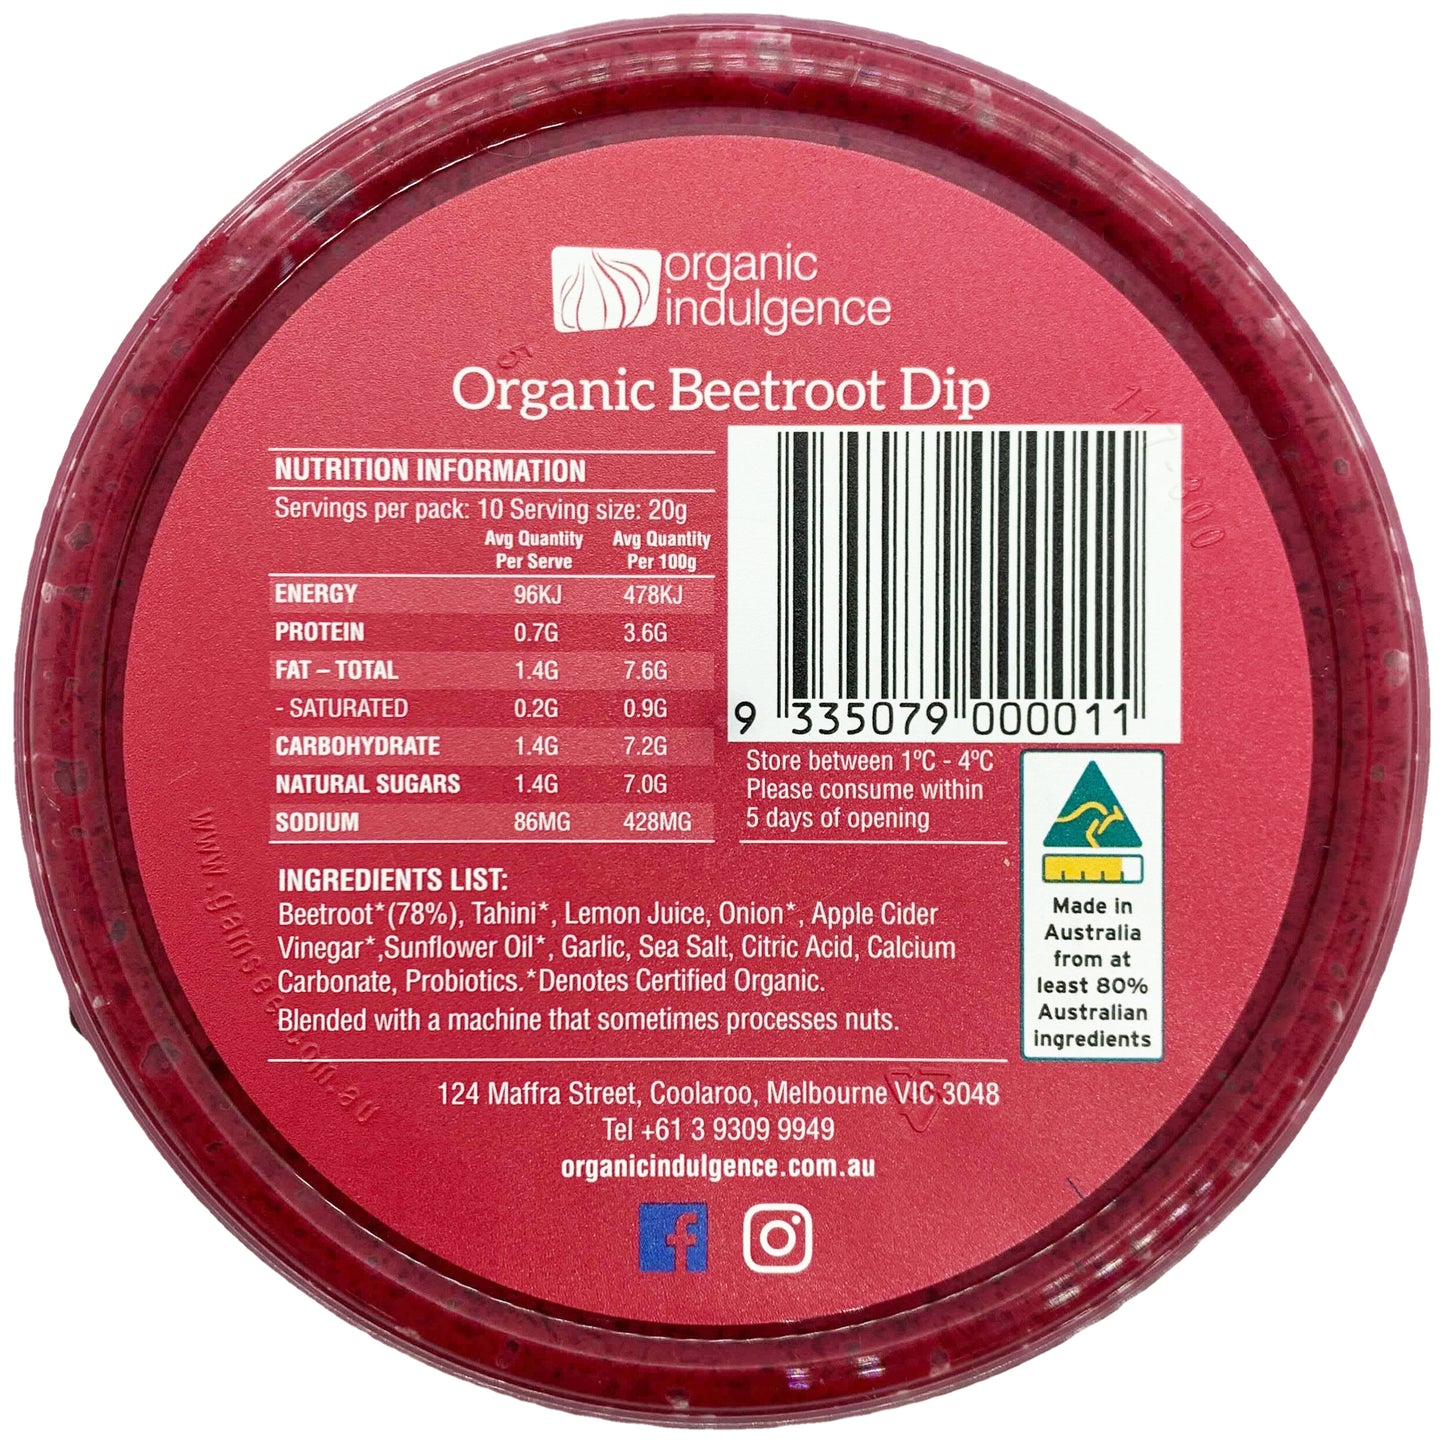 organic
indulgence
Organic Beetroot Dip
NUTRITION INFORMATION
Servings per pack: 10 Serving size: 20g
Avg Quantity Avg Quantity
Per Serve Per 100g
ENERGY 96KJ 478KJ
PROTEIN 0.7G 3.6G
FAT – TOTAL 1.4G 7.6G
- SATURATED 0.2G 0.9G
CARBOHYDRATE 1.4G 7.2G
NATURAL SUGARS 1.4G 7.0G
SODIUM 86MG 428MG
9 335079 000011
Store between 1ºC - 4ºC
Please consume within
5 days of opening
INGREDIENTS LIST:
Beetroot*(78%), Tahini*, Lemon Juice, Onion*, Apple Cider
Vinegar*,Sunflower Oil*, Garlic, Sea Salt, Citric Acid, Calcium
Carbonate, Probiotics.*Denotes Certified Organic.
Blended with a machine that sometimes processes nuts.
Made in
Australia
from at
least 80%
Australian
ingredients
124 Maffra Street, Coolaroo, Melbourne VIC 3048
Tel +61 3 9309 9949
organicindulgence.com.au
5